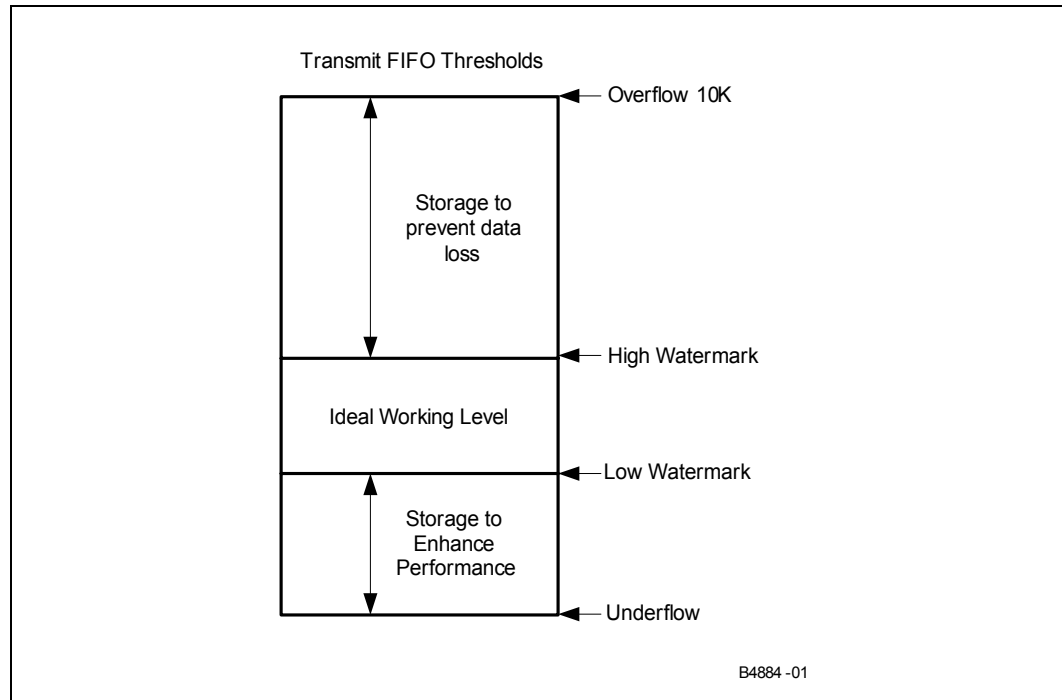 Transmit FIFO Thresholds
Overflow 10K
Storage to
prevent data
loss
High Watermark
Ideal Working Level
Low Watermark
Storage to
Enhance
Performance
Underflow
B4884 -01